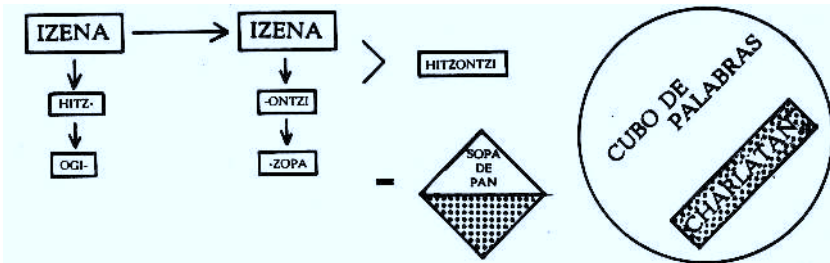 IZENA
IZENA
HITZ-
-ONTZI
HITZONTZI
OGI-
-ZOPA
SOPA
DE
PAN
CUBO DE
PALABRAS
CHARLATAN